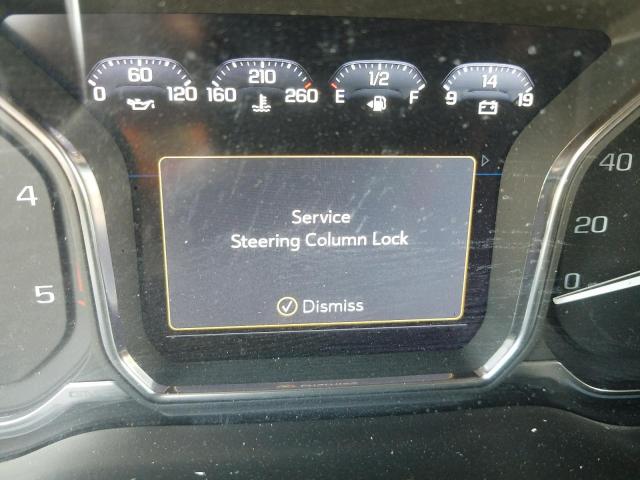 60 210 1/2 14
0 120 160 260 E F 9 19
4
5
Service
Steering Column Lock
Dismiss
40
20
0